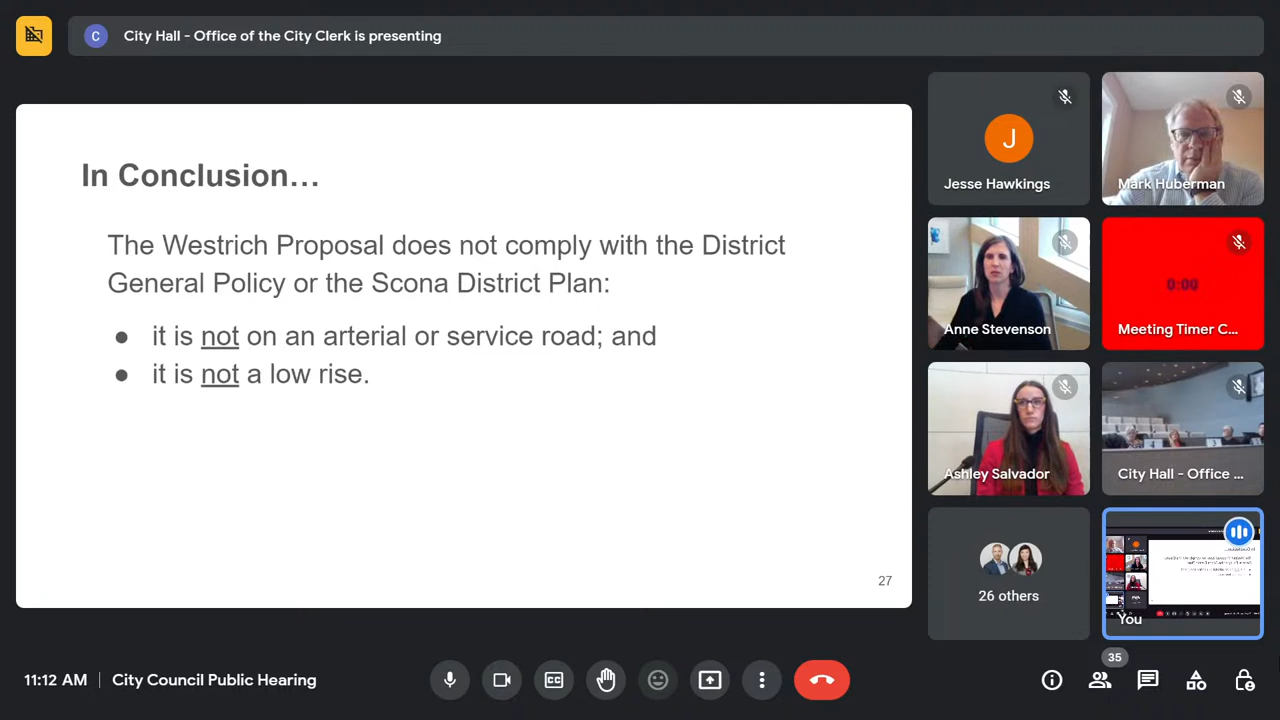 C
City Hall - Office of the City Clerk is presenting
In Conclusion…
The Westrich Proposal does not comply with the District
General Policy or the Scona District Plan:
● it is not on an arterial or service road; and
● it is not a low rise.
27
J
Jesse Hawkings
Mark Huberman
Anne Stevenson
0:00
Meeting Timer C...
Ashley Salvador
City Hall - Office ...
26 others
You
11:12 AM
City Council Public Hearing
CC
35